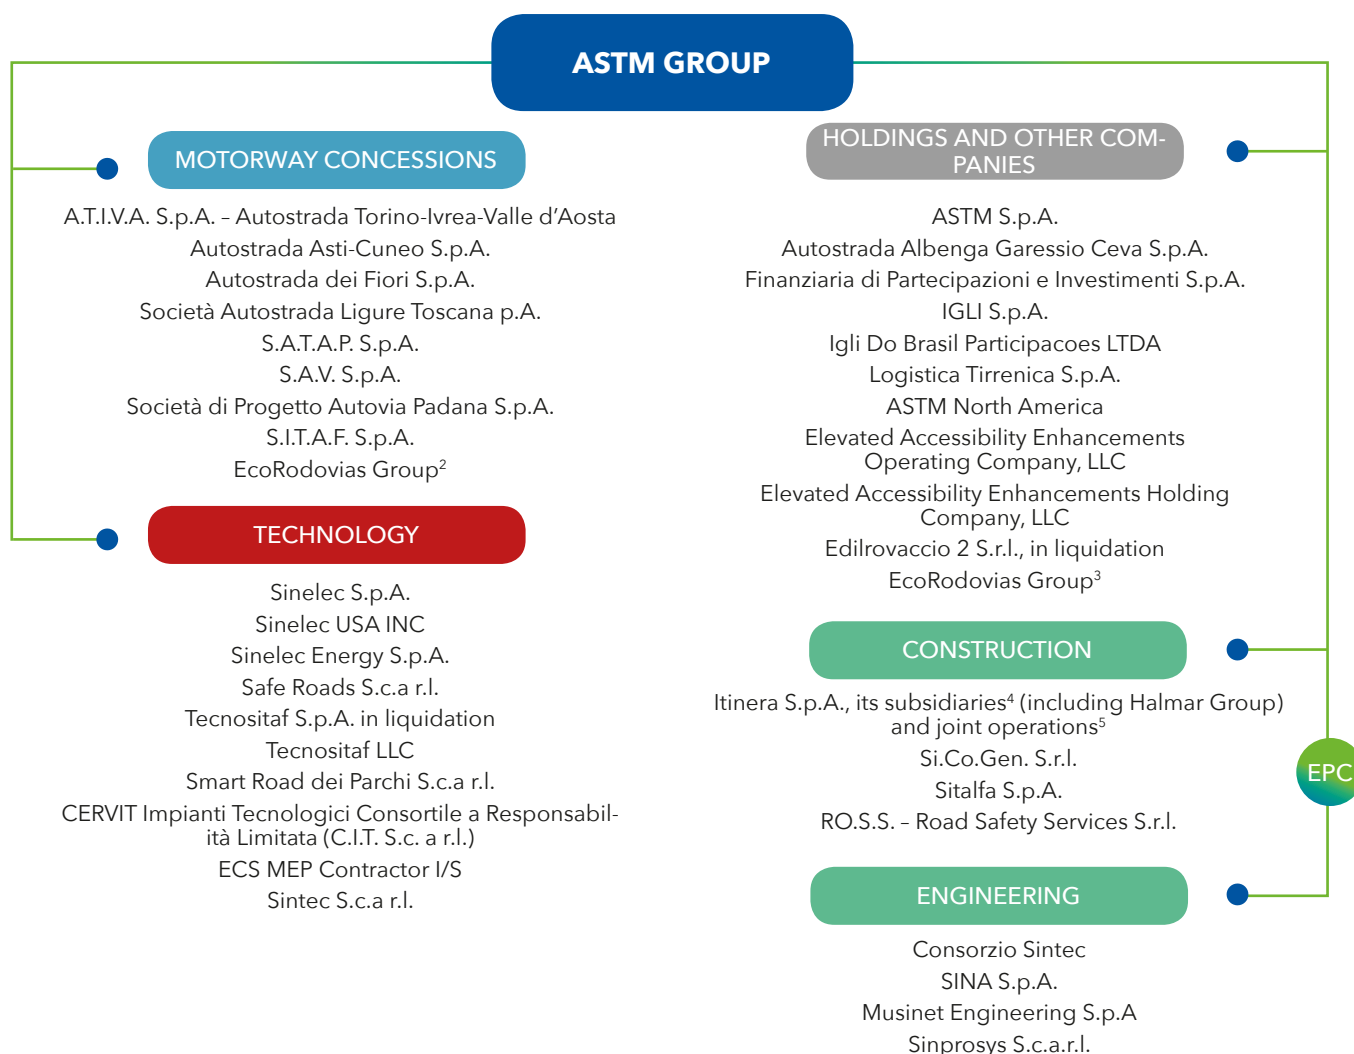 ASTM GROUP
MOTORWAY CONCESSIONS
A.T.I.V.A. S.p.A. – Autostrada Torino-Ivrea-Valle d’Aosta
Autostrada Asti-Cuneo S.p.A.
Autostrada dei Fiori S.p.A.
Società Autostrada Ligure Toscana p.A.
S.A.T.A.P. S.p.A.
S.A.V. S.p.A.
Società di Progetto Autovia Padana S.p.A.
S.I.T.A.F. S.p.A.
EcoRodovias Group²
TECHNOLOGY
Sinelec S.p.A.
Sinelec USA INC
Sinelec Energy S.p.A.
Safe Roads S.c.a r.l.
Tecnositaf S.p.A. in liquidation
Tecnositaf LLC
Smart Road dei Parchi S.c.a r.l.
CERVIT Impianti Tecnologici Consortile a Responsabil-
ità Limitata (C.I.T. S.c. a r.l.)
ECS MEP Contractor I/S
Sintec S.c.a r.l.
HOLDINGS AND OTHER COM-
PANIES
ASTM S.p.A.
Autostrada Albenga Garessio Ceva S.p.A.
Finanziaria di Partecipazioni e Investimenti S.p.A.
IGLI S.p.A.
Igli Do Brasil Participacoes LTDA
Logistica Tirrenica S.p.A.
ASTM North America
Elevated Accessibility Enhancements
Operating Company, LLC
Elevated Accessibility Enhancements Holding
Company, LLC
Edilrovaccio 2 S.r.l., in liquidation
EcoRodovias Group³
CONSTRUCTION
Itinera S.p.A., its subsidiaries⁴ (including Halmar Group)
and joint operations⁵
Si.Co.Gen. S.r.l.
Sitalfa S.p.A.
RO.S.S. – Road Safety Services S.r.l.
EPC
ENGINEERING
Consorzio Sintec
SINA S.p.A.
Musinet Engineering S.p.A
Sinprosys S.c.a.r.l.